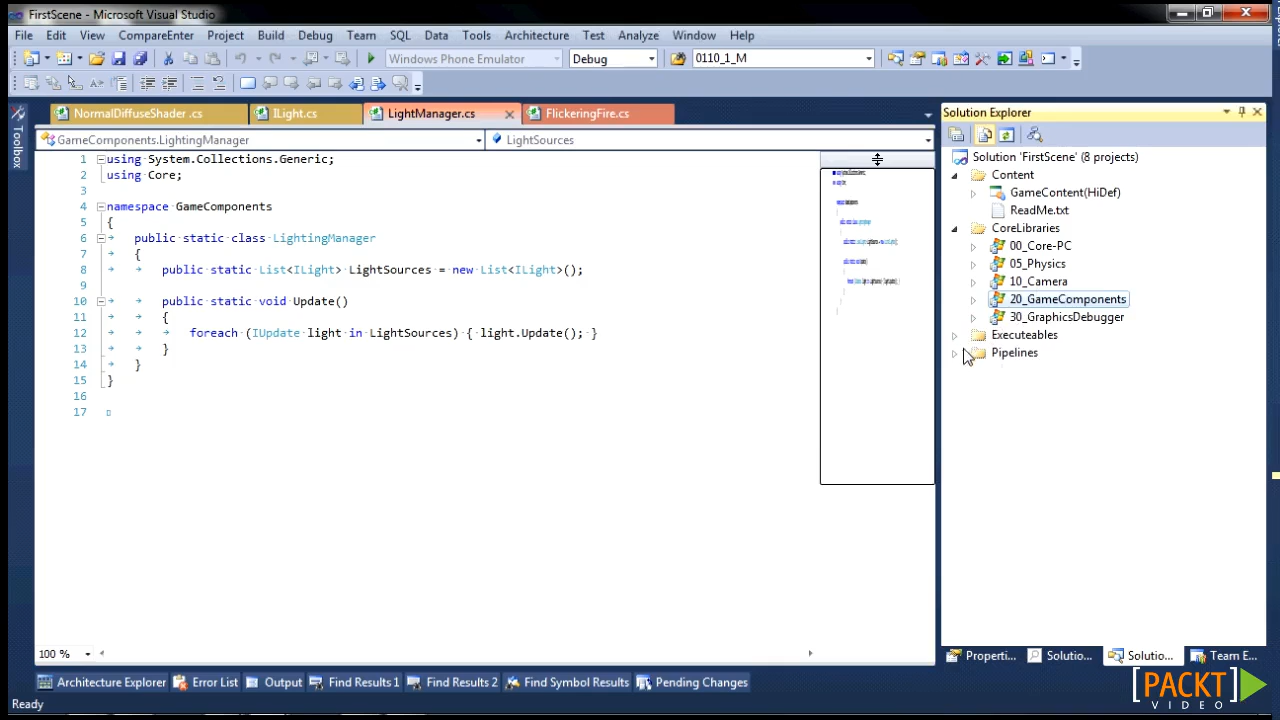 FirstScene - Microsoft Visual Studio
File Edit View CompareEnter Project Build Debug Team SQL Data Tools Architecture Test Analyze Window Help
Windows Phone Emulator Debug 0110_1_M
Toolbox
NormalDiffuseShader .cs ILight.cs LightManager.cs FlickeringFire.cs
GameComponents.LightingManager LightSources
1 using System.Collections.Generic;
2 using Core;
3
4 namespace GameComponents
5 {
6 public static class LightingManager
7 {
8 public static List<ILight> LightSources = new List<ILight>();
9
10 public static void Update()
11 {
12 foreach (IUpdate light in LightSources) { light.Update(); }
13 }
14 }
15 }
16
17
100 %
Solution Explorer
Solution 'FirstScene' (8 projects)
Content
GameContent(HiDef)
ReadMe.txt
CoreLibraries
00_Core-PC
05_Physics
10_Camera
20_GameComponents
30_GraphicsDebugger
Executeables
Pipelines
Properti... Solutio... Solutio... Team E...
Architecture Explorer Error List Output Find Results 1 Find Results 2 Find Symbol Results Pending Changes
Ready
[PACKT]
VIDEO